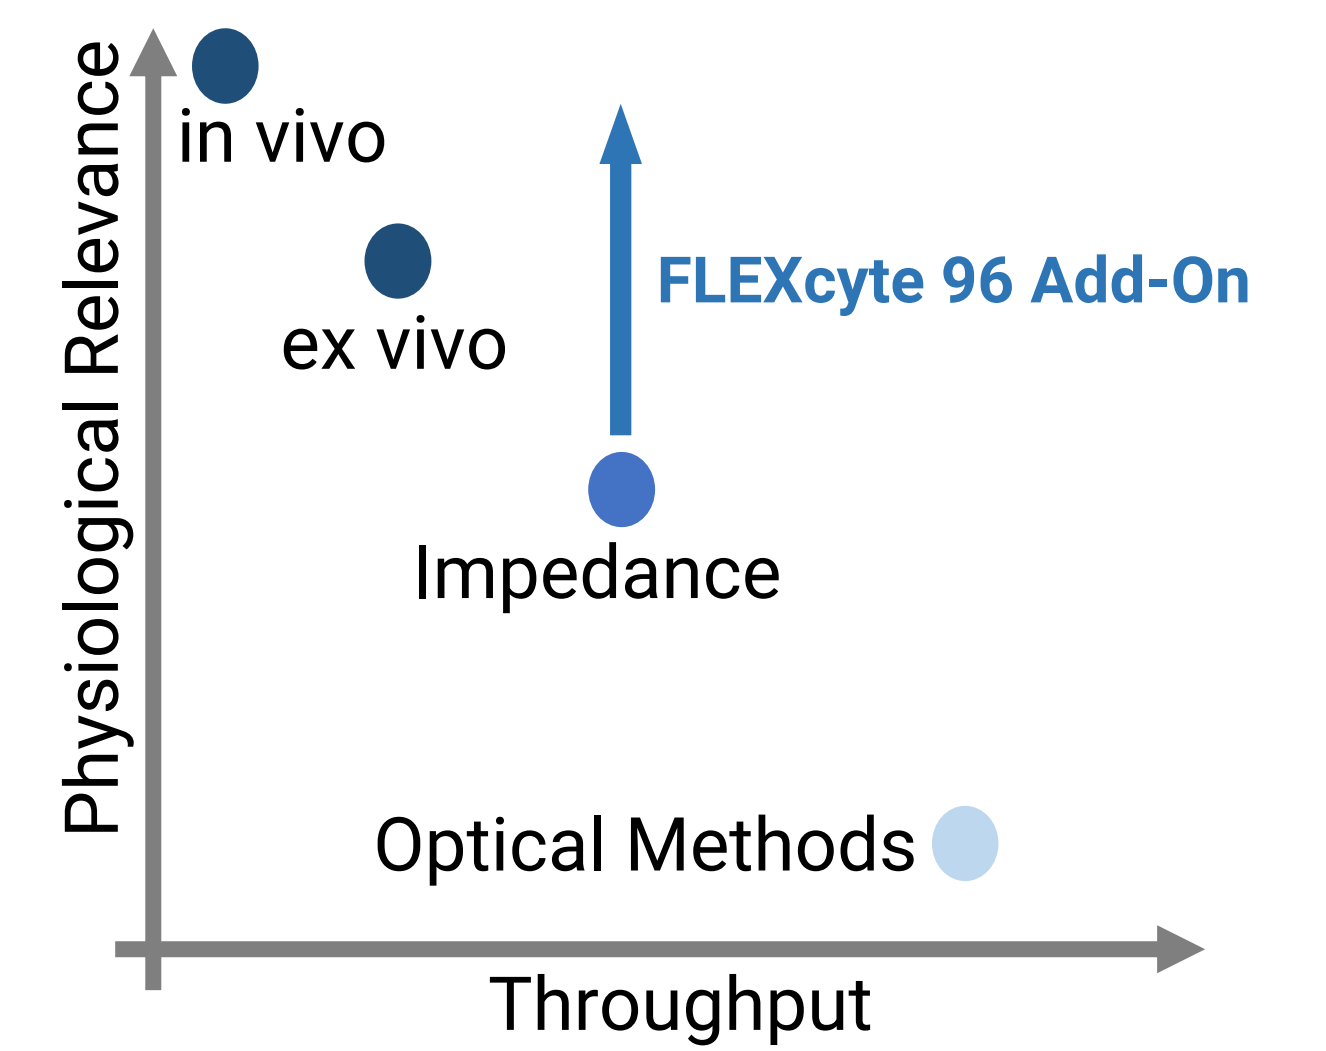 Physiological Relevance
in vivo
ex vivo
FLEXcyte 96 Add-On
Impedance
Optical Methods
Throughput